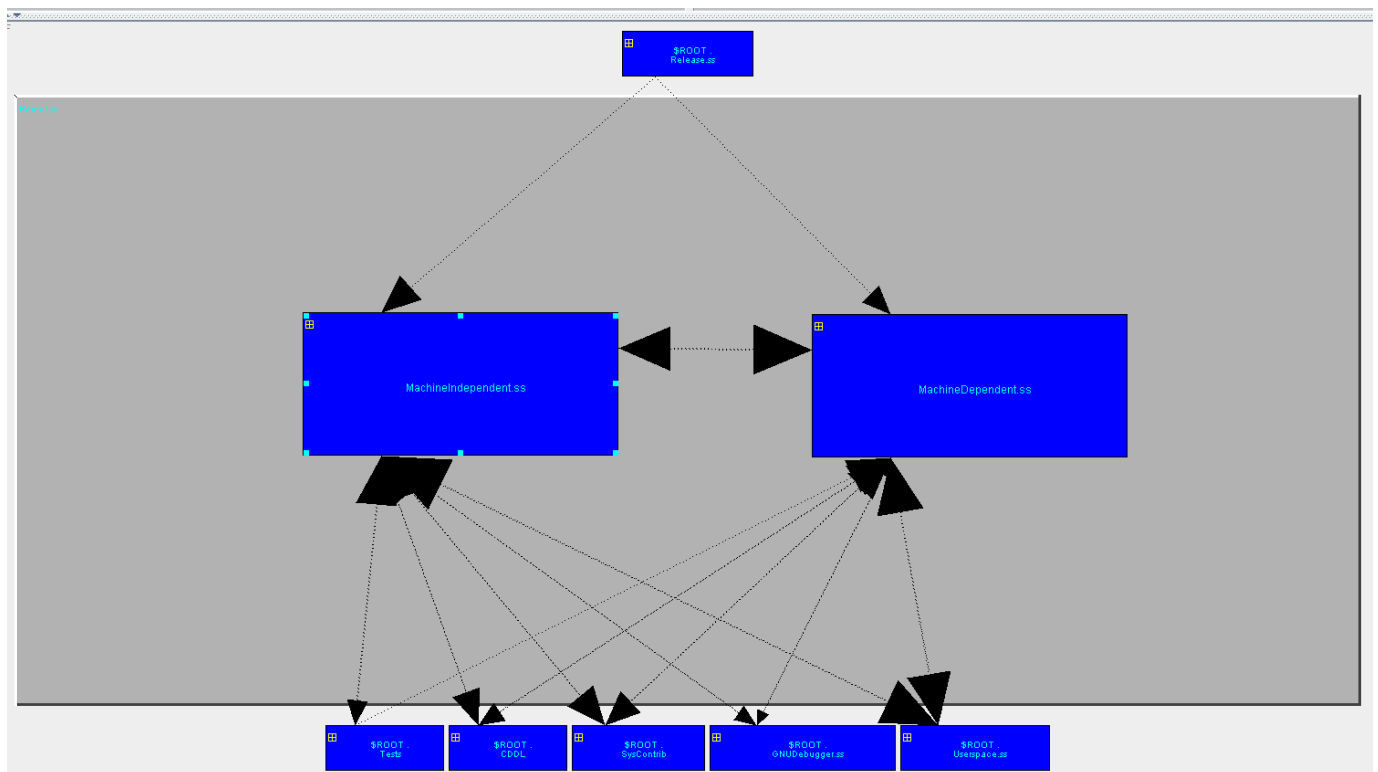 $ROOT .
Release.ss
MachineIndependent.ss
MachineDependent.ss
$ROOT .
Tests
$ROOT .
CDDL
$ROOT .
SysContrib
$ROOT .
GNUDebugger.ss
$ROOT .
Userspace.ss